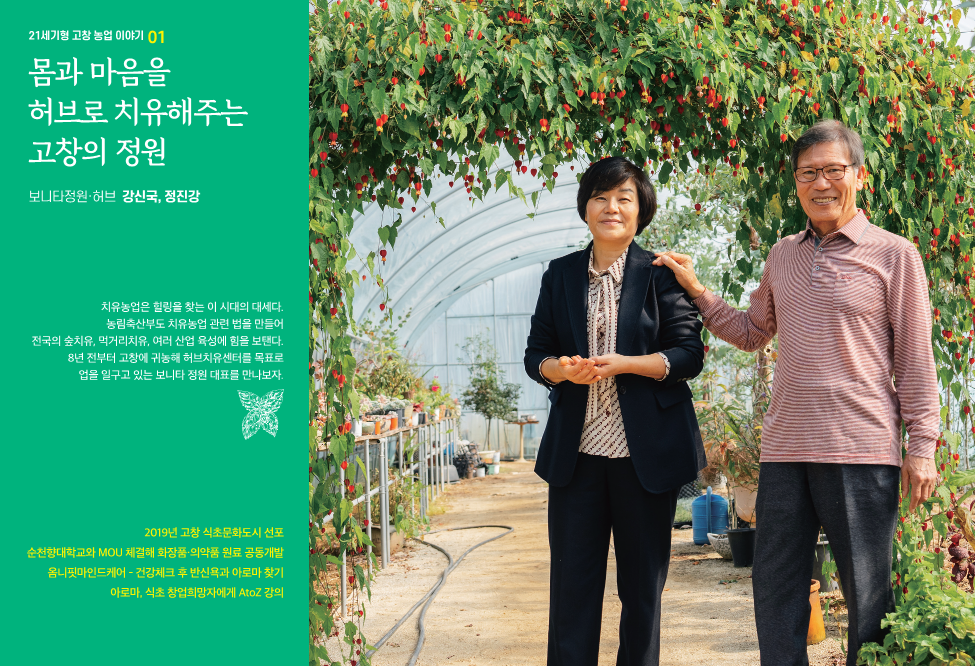 21세기형 고창 농업 이야기 01
몸과 마음을
허브로 치유해주는
고창의 정원
보니타정원·허브 강신국, 정진강
치유농업은 힐링을 찾는 이 시대의 대세다.
농림축산부도 치유농업 관련 법을 만들어
전국의 숲치유, 먹거리치유, 여러 산업 육성에 힘을 보탠다.
8년 전부터 고창에 귀농해 허브치유센터를 목표로
업을 일구고 있는 보니타 정원 대표를 만나보자.
2019년 고창 식초문화도시 선포
순천향대학교와 MOU 체결해 화장품·의약품 원료 공동개발
옴니핏마인드케어 - 건강체크 후 반신욕과 아로마 찾기
아로마, 식초 창업희망자에게 AtoZ 강의